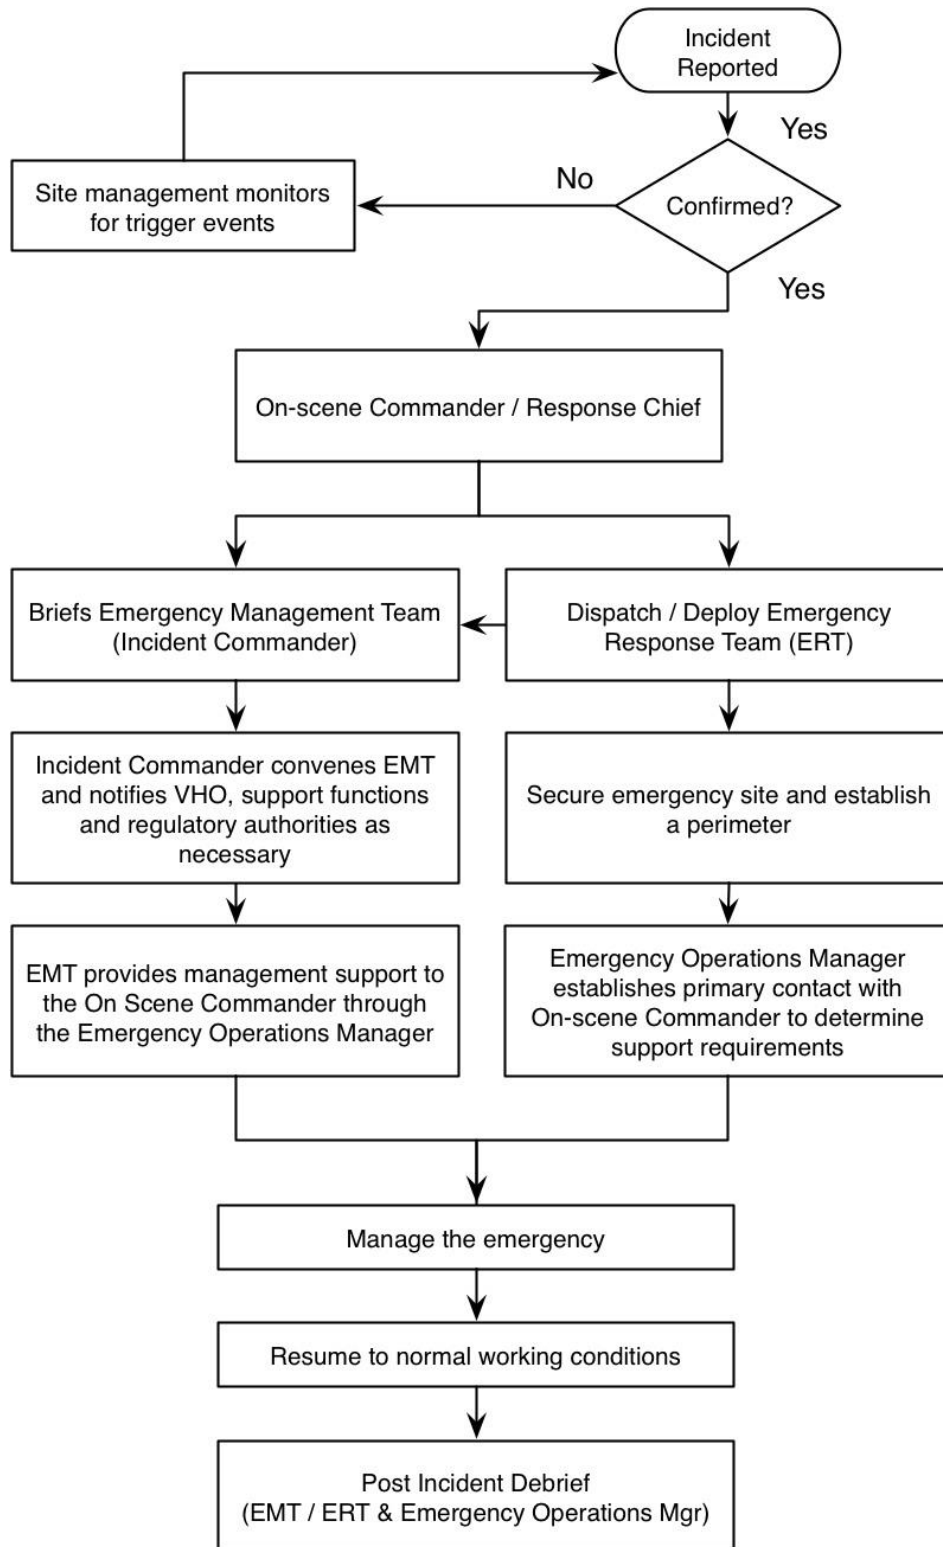 Incident
Reported
Yes
No
Confirmed?
Site management monitors
for trigger events
Yes
On-scene Commander / Response Chief
Briefs Emergency Management Team
(Incident Commander)
Dispatch / Deploy Emergency
Response Team (ERT)
Incident Commander convenes EMT
and notifies VHO, support functions
and regulatory authorities as
necessary
Secure emergency site and establish
a perimeter
EMT provides management support to
the On Scene Commander through
the Emergency Operations Manager
Emergency Operations Manager
establishes primary contact with
On-scene Commander to determine
support requirements
Manage the emergency
Resume to normal working conditions
Post Incident Debrief
(EMT / ERT & Emergency Operations Mgr)